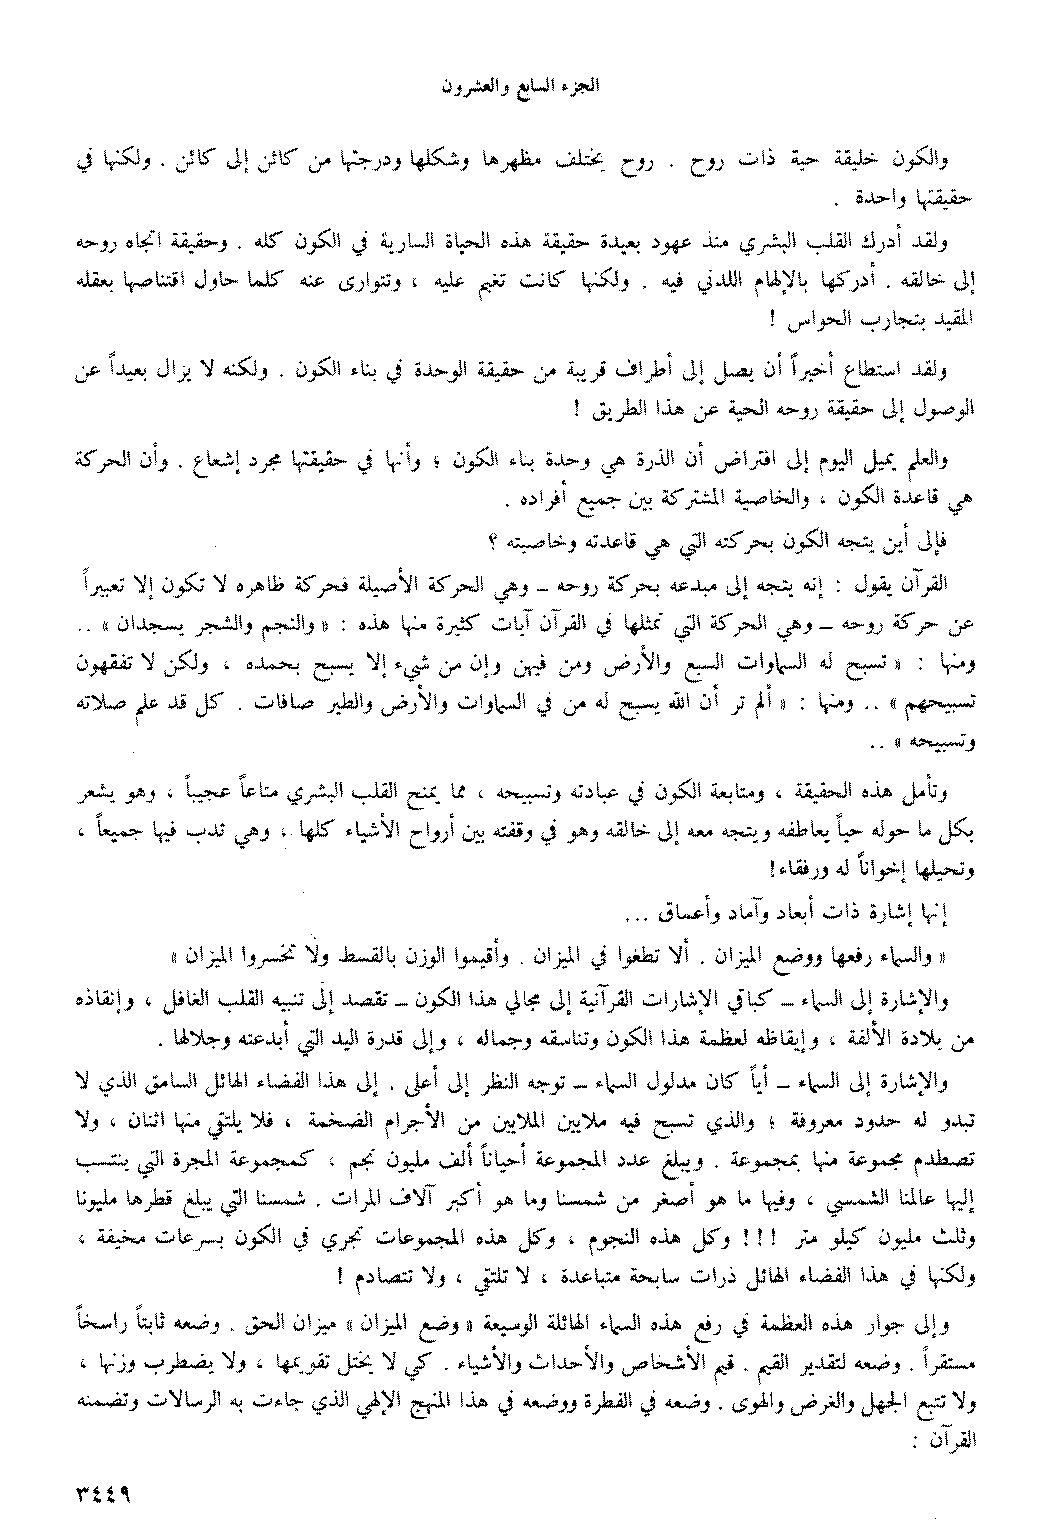 الجزء السابع والعشرون
والكون خليقة حية ذات روح . روح يختلف مظهرها وشكلها ودرجتها من كائن إلى كائن . ولكنها في
حقيقتها واحدة .
ولقد أدرك القلب البشري منذ عهود بعيدة حقيقة هذه الحياة السارية في الكون كله . وحقيقة اتجاه روحه
إلى خالقه . أدركها بالإلهام اللدني فيه . ولكنها كانت تغيم عليه ، وتتوارى عنه كلما حاول اقتناصها بعقله
المقيد بتجارب الحواس !
ولقد استطاع أخيراً أن يصل إلى أطراف قريبة من حقيقة الوحدة في بناء الكون . ولكنه لا يزال بعيداً عن
الوصول إلى حقيقة روحه الحية عن هذا الطريق !
والعلم يميل اليوم إلى افتراض أن الذرة هي وحدة بناء الكون ؛ وأنها في حقيقتها مجرد إشعاع . وأن الحركة
هي قاعدة الكون ، والخاصية المشتركة بين جميع أفراده .
فإلى أين يتجه الكون بحركته التي هي قاعدته وخاصيته ؟
القرآن يقول : إنه يتجه إلى مبدعه بحركة روحه – وهي الحركة الأصيلة فحركة ظاهره لا تكون إلا تعبيراً
عن حركة روحه – وهي الحركة التي تمثلها في القرآن آيات كثيرة منها هذه : « والنجم والشجر يسجدان » ..
ومنها : « تسبح له السماوات السبع والأرض ومن فيهن وإن من شيء إلا يسبح بحمده ، ولكن لا تفقهون
تسبيحهم » .. ومنها : « ألم تر أن الله يسبح له من في السماوات والأرض والطير صافات . كل قد علم صلاته
وتسبيحه » ..
وتأمل هذه الحقيقة ، ومتابعة الكون في عبادته وتسبيحه ، مما يمنح القلب البشري متاعاً عجيباً ، وهو يشعر
بكل ما حوله حياً يعاطفه ويتجه معه إلى خالقه وهو في وقفته بين أرواح الأشياء كلها ، وهي تدب فيها جميعاً ،
وتحيلها إخواناً له ورفقاء!
إنها إشارة ذات أبعاد وآماد وأعماق ...
« والسماء رفعها ووضع الميزان . ألا تطغوا في الميزان . وأقيموا الوزن بالقسط ولا تخسروا الميزان »
والإشارة إلى السماء – كباقي الإشارات القرآنية إلى مجالي هذا الكون – تقصد إلى تنبيه القلب الغافل ، وإنقاذه
من بلادة الألفة ، وإيقاظه لعظمة هذا الكون وتناسقه وجماله ، وإلى قدرة اليد التي أبدعته وجلالها .
والإشارة إلى السماء – أياً كان مدلول السماء – توجه النظر إلى أعلى . إلى هذا الفضاء الهائل السامق الذي لا
تبدو له حدود معروفة ؛ والذي تسبح فيه ملايين الملايين من الأجرام الضخمة ، فلا يلتقي منها اثنان ، ولا
تصطدم مجموعة منها بمجموعة . ويبلغ عدد المجموعة أحياناً ألف مليون نجم ، كمجموعة المجرة التي ينتسب
إليها عالمنا الشمسي ، وفيها ما هو أصغر من شمسنا وما هو أكبر آلاف المرات . شمسنا التي يبلغ قطرها مليونا
وثلث مليون كيلو متر !!! وكل هذه النجوم ، وكل هذه المجموعات تجري في الكون بسرعات مخيفة ،
ولكنها في هذا الفضاء الهائل ذرات سابحة متباعدة ، لا تلتقي ، ولا تتصادم !
وإلى جوار هذه العظمة في رفع هذه السماء الهائلة الوسيعة « وضع الميزان » ميزان الحق . وضعه ثابتاً راسخاً
مستقراً . وضعه لتقدير القيم . قيم الأشخاص والأحداث والأشياء . كي لا يختل تقويمها ، ولا يضطرب وزنها ،
ولا تتبع الجهل والغرض والهوى . وضعه في الفطرة ووضعه في هذا المنهج الإلهي الذي جاءت به الرسالات وتضمنه
القرآن :
٣٤٤٩